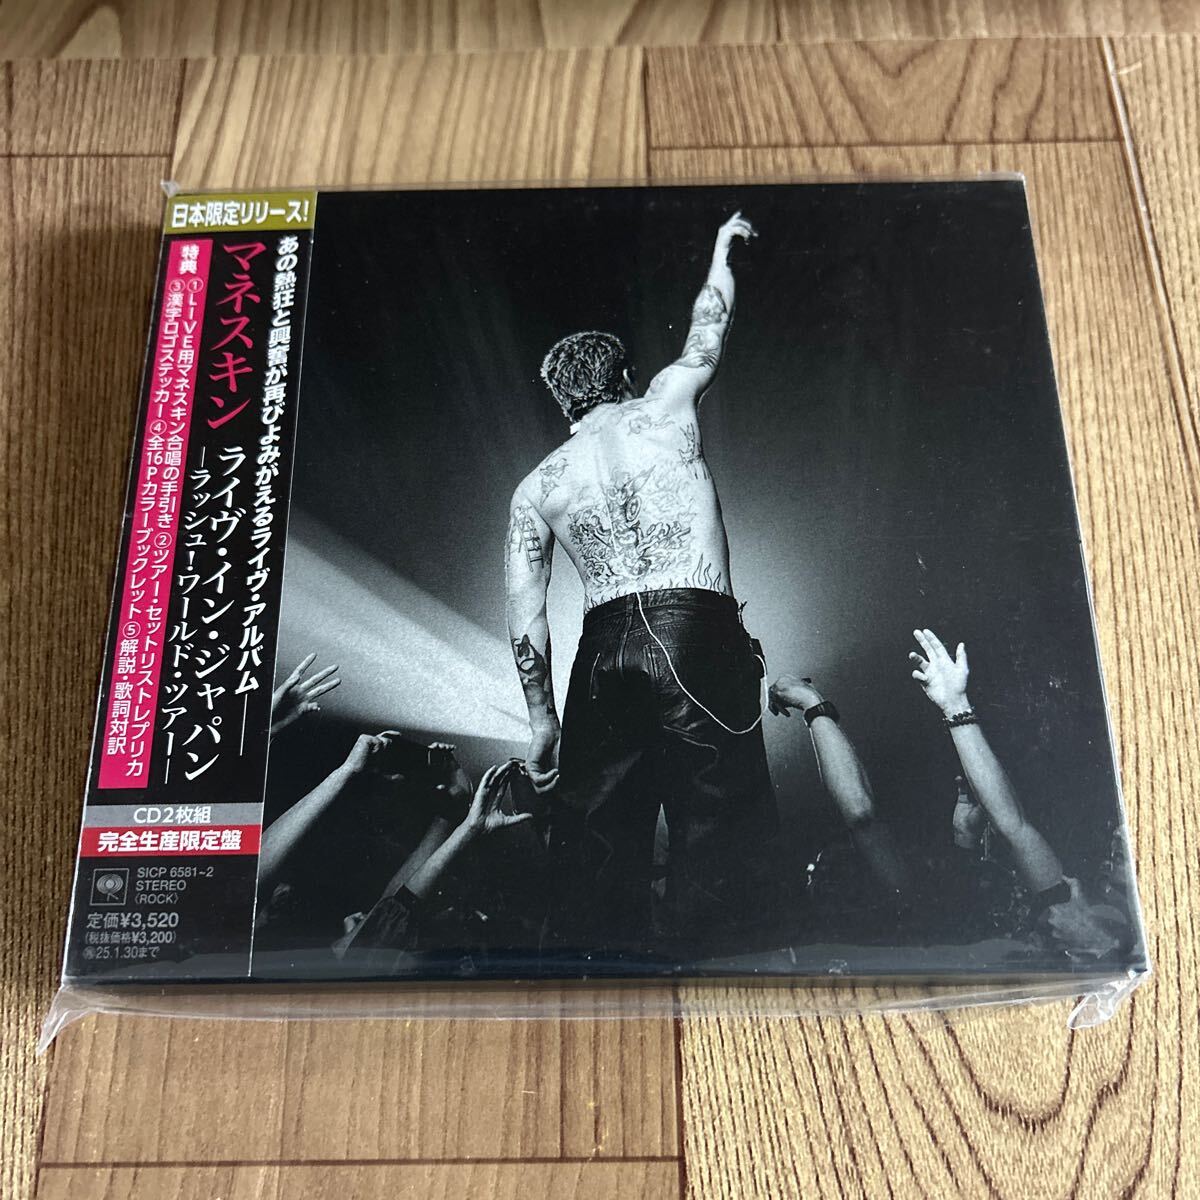 日本限定リリース!
あの熱狂と興奮が再びよみがえるライヴ・アルバム――
マネスキン
ライヴ・イン・ジャパン
―ラッシュ!ワールド・ツアー―
特典
①LIVE用マネスキン合唱の手引き ②ツアー・セットリストレプリカ
③漢字ロゴステッカー ④全16Pカラーブックレット ⑤解説・歌詞対訳
CD2枚組
完全生産限定盤
SICP 6581~2
STEREO
〈ROCK〉
定価¥3,520
(税抜価格¥3,200)
25.1.30まで